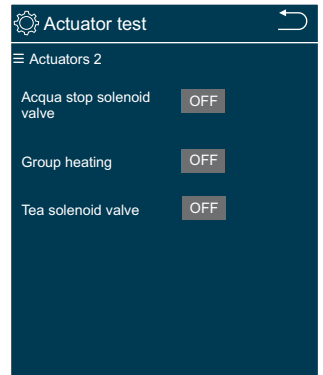 Actuator test
Actuators 2
Acqua stop solenoid
valve
OFF
Group heating
OFF
Tea solenoid valve
OFF